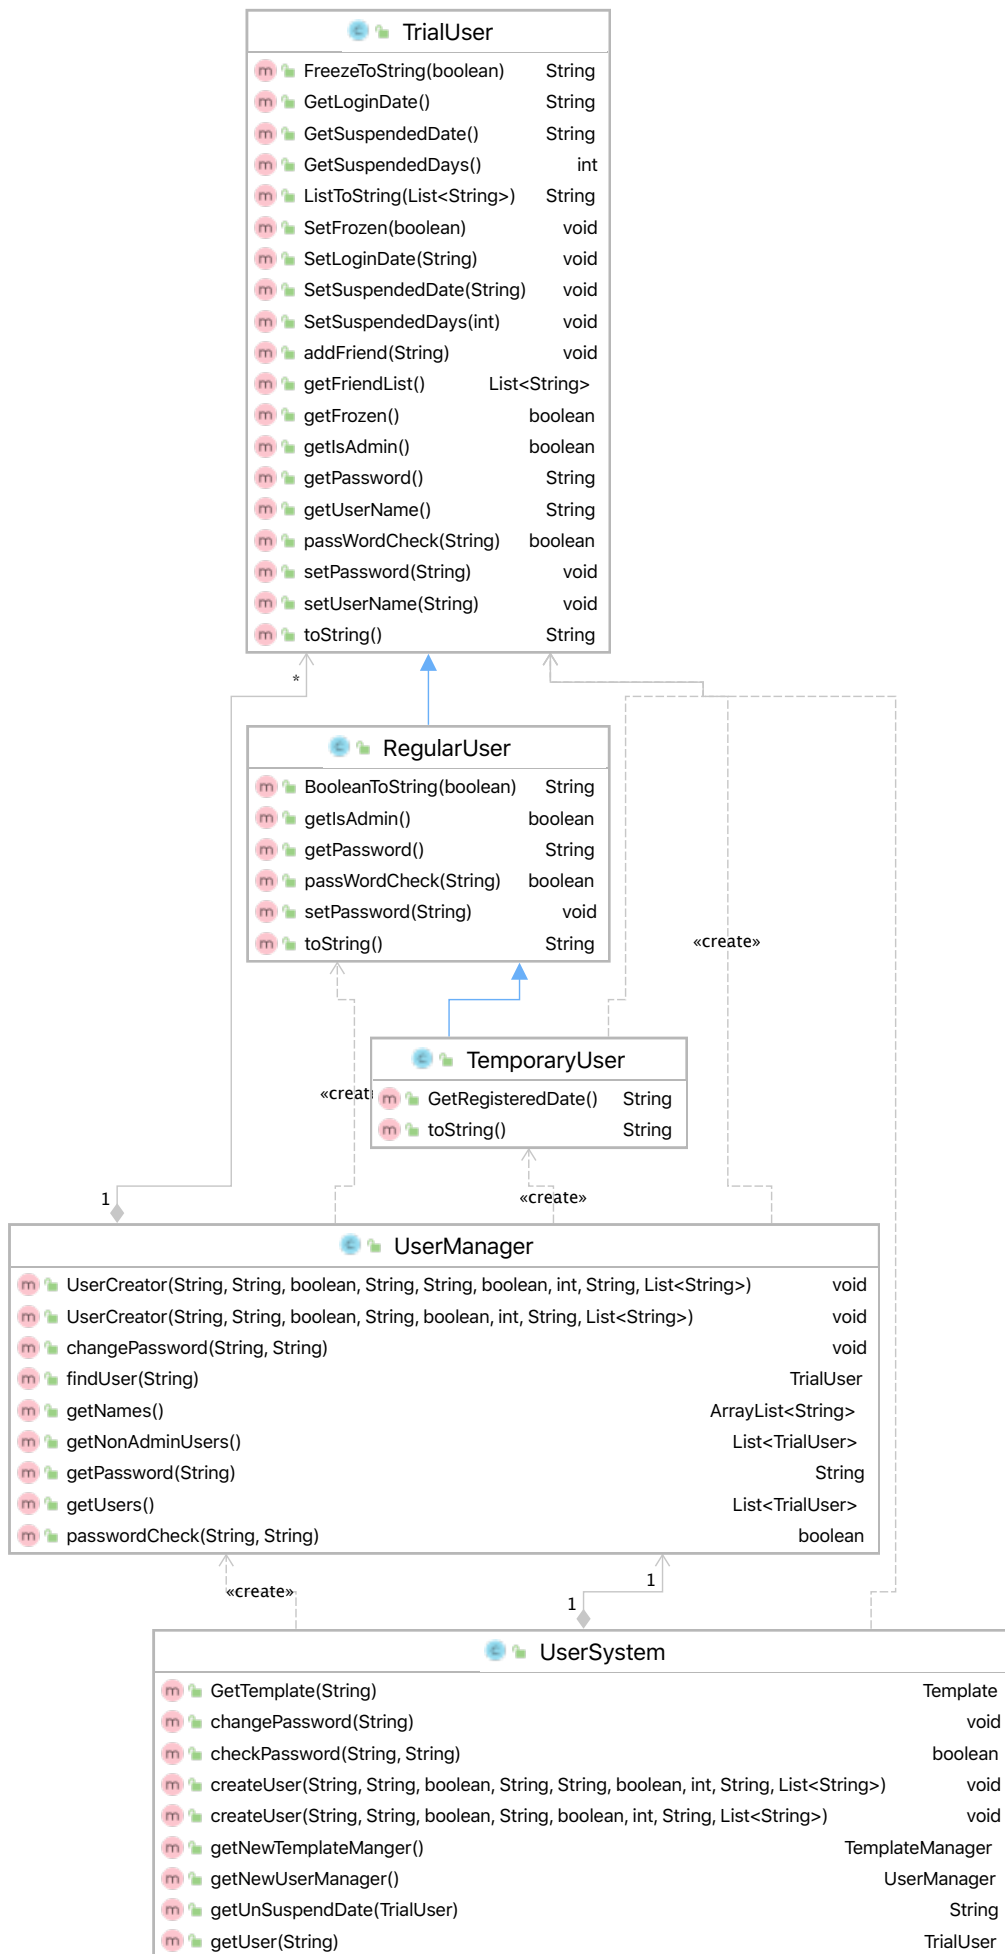 TrialUser
FreezeToString(boolean) String
GetLoginDate() String
GetSuspendedDate() String
GetSuspendedDays() int
ListToString(List<String>) String
SetFrozen(boolean) void
SetLoginDate(String) void
SetSuspendedDate(String) void
SetSuspendedDays(int) void
addFriend(String) void
getFriendList() List<String>
getFrozen() boolean
getIsAdmin() boolean
getPassword() String
getUserName() String
passWordCheck(String) boolean
setPassword(String) void
setUserName(String) void
toString() String
*
RegularUser
BooleanToString(boolean) String
getIsAdmin() boolean
getPassword() String
passWordCheck(String) boolean
setPassword(String) void
toString() String
«create»
TemporaryUser
«creat
GetRegisteredDate() String
toString() String
1
«create»
UserManager
UserCreator(String, String, boolean, String, String, boolean, int, String, List<String>) void
UserCreator(String, String, boolean, String, boolean, int, String, List<String>) void
changePassword(String, String) void
findUser(String) TrialUser
getNames() ArrayList<String>
getNonAdminUsers() List<TrialUser>
getPassword(String) String
getUsers() List<TrialUser>
passwordCheck(String, String) boolean
1
«create»
1
UserSystem
GetTemplate(String) Template
changePassword(String) void
checkPassword(String, String) boolean
createUser(String, String, boolean, String, String, boolean, int, String, List<String>) void
createUser(String, String, boolean, String, boolean, int, String, List<String>) void
getNewTemplateManger() TemplateManager
getNewUserManager() UserManager
getUnSuspendDate(TrialUser) String
getUser(String) TrialUser